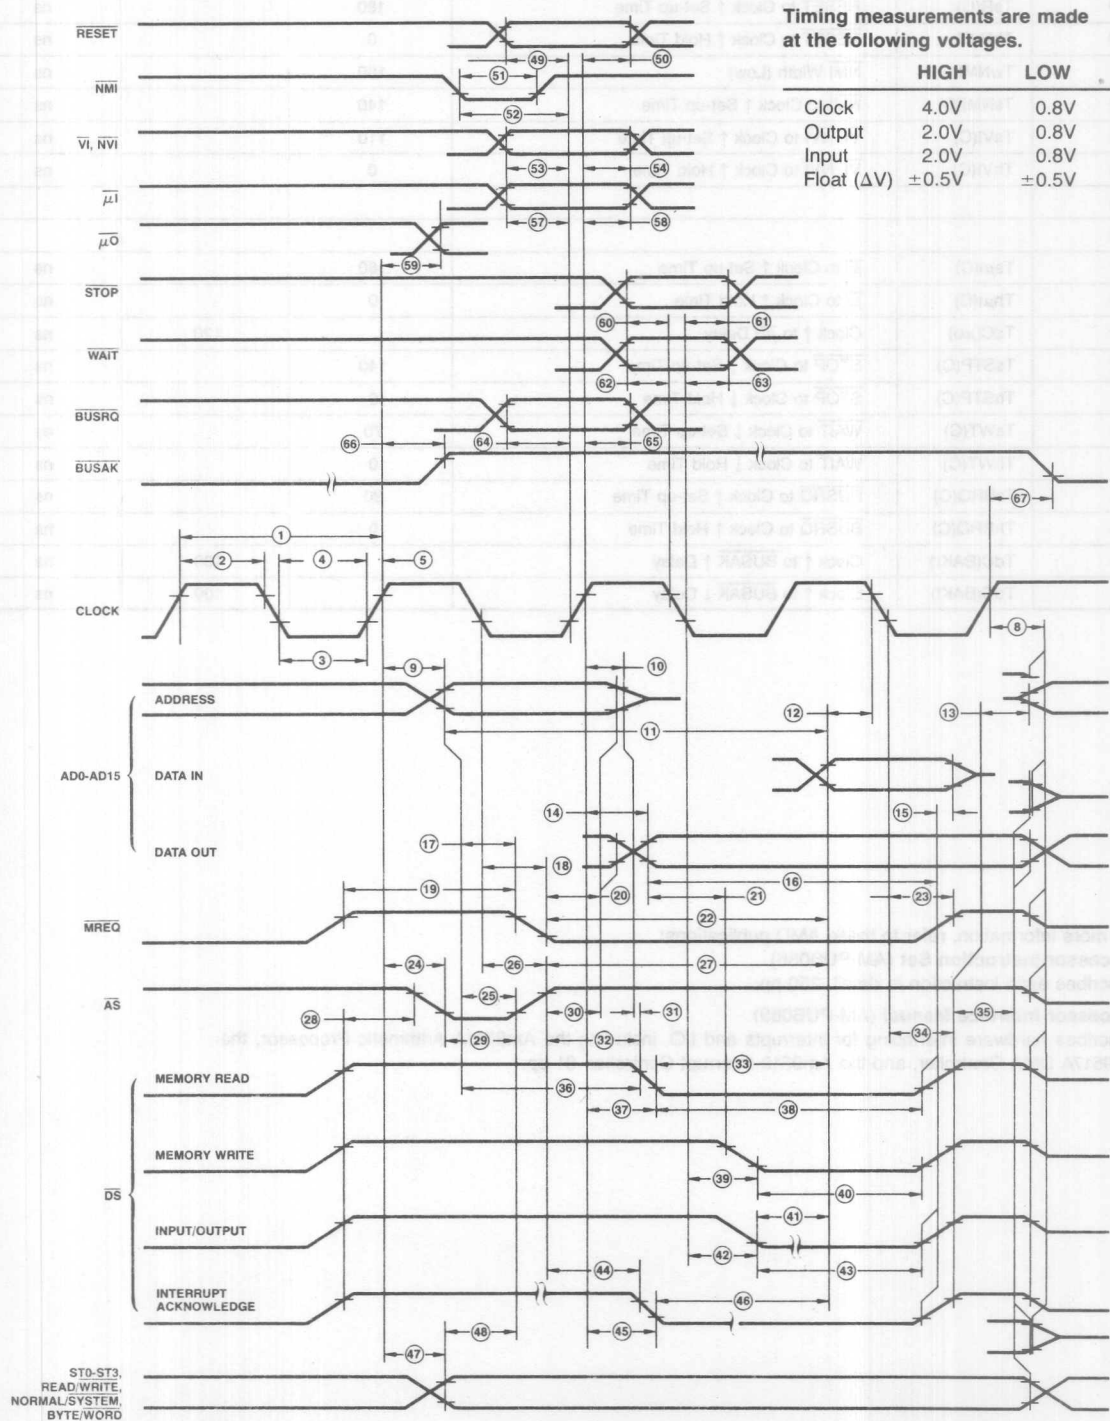 Timing measurements are made
at the following voltages.
HIGH LOW
Clock 4.0V 0.8V
Output 2.0V 0.8V
Input 2.0V 0.8V
Float (ΔV) ±0.5V ±0.5V
RESET
49 50
NMI
51
52
VI, NVI
53 54
μI
57 58
μO
59
STOP
60 61
WAIT
62 63
BUSRQ
66 64 65
BUSAK
67
1
2 4 5
CLOCK
8
3
9 10
ADDRESS
12 13
11
AD0-AD15
DATA IN
14 15
17
DATA OUT
18
16
19 20 21 23
22
MREQ
24 26 27
AS
25
28 30 31 35
29 32 34
33
MEMORY READ
36
37 38
MEMORY WRITE
39
40
DS
41
INPUT/OUTPUT
42
44 43
INTERRUPT
ACKNOWLEDGE
46
48 45
47
ST0-ST3,
READ/WRITE,
NORMAL/SYSTEM,
BYTE/WORD